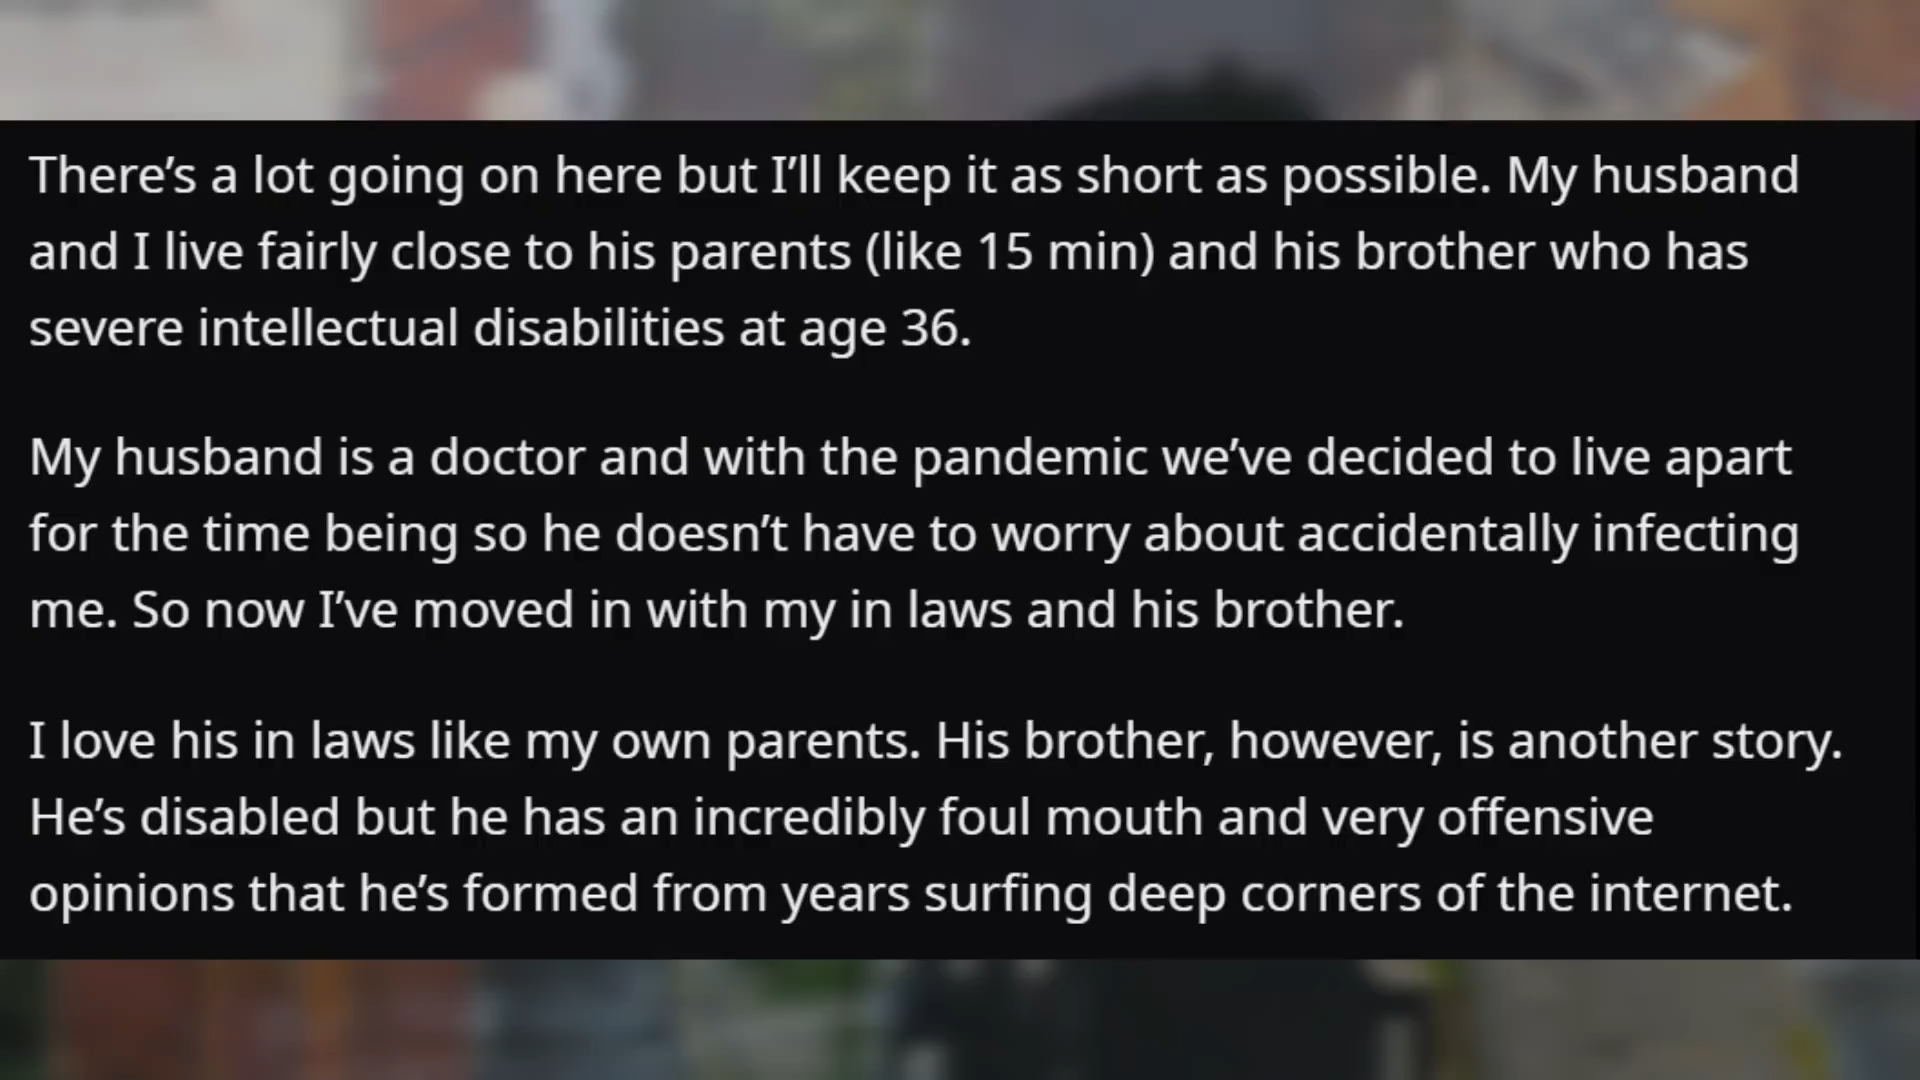 There’s a lot going on here but I’ll keep it as short as possible. My husband
and I live fairly close to his parents (like 15 min) and his brother who has
severe intellectual disabilities at age 36.
My husband is a doctor and with the pandemic we’ve decided to live apart
for the time being so he doesn’t have to worry about accidentally infecting
me. So now I’ve moved in with my in laws and his brother.
I love his in laws like my own parents. His brother, however, is another story.
He’s disabled but he has an incredibly foul mouth and very offensive
opinions that he’s formed from years surfing deep corners of the internet.